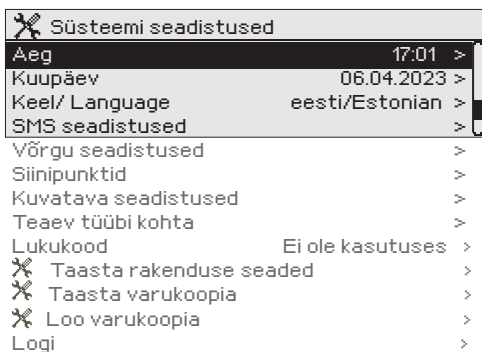 Süsteemi seadistused
Aeg 17:01 >
Kuupäev 06.04.2023 >
Keel/ Language eesti/Estonian >
SMS seadistused >
Võrgu seadistused >
Siinipunktid >
Kuvatava seadistused >
Teaev tüübi kohta >
Lukukood Ei ole kasutuses >
Taasta rakenduse seaded >
Taasta varukoopia >
Loo varukoopia >
Logi >